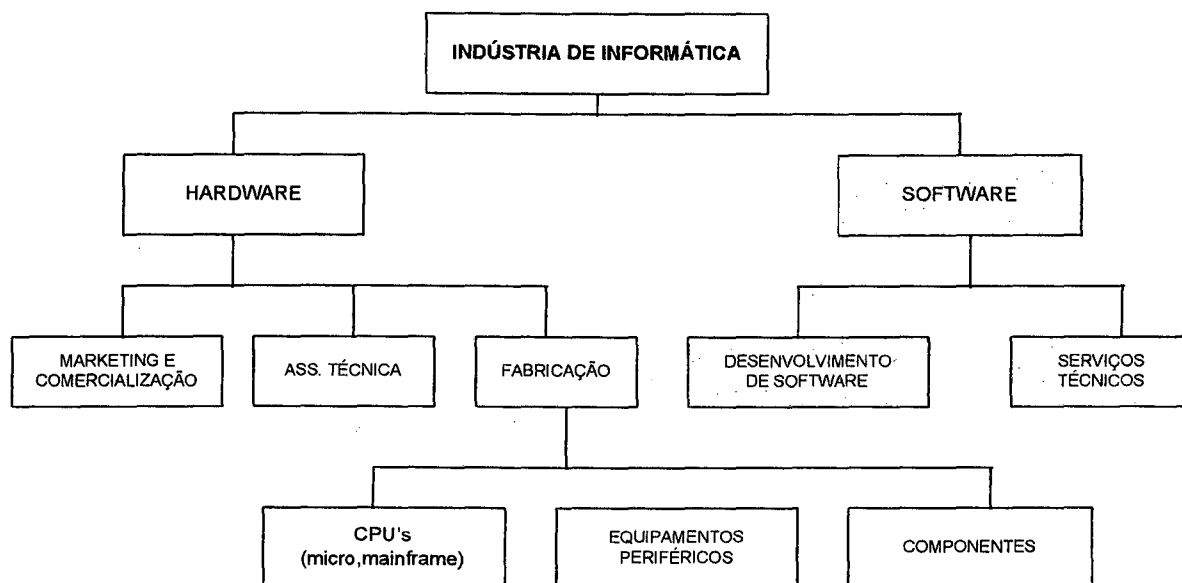 INDÚSTRIA DE INFORMÁTICA
HARDWARE
SOFTWARE
MARKETING E
COMERCIALIZAÇÃO
ASS. TÉCNICA
FABRICAÇÃO
DESENVOLVIMENTO
DE SOFTWARE
SERVIÇOS
TÉCNICOS
CPU's
(micro,mainframe)
EQUIPAMENTOS
PERIFÉRICOS
COMPONENTES